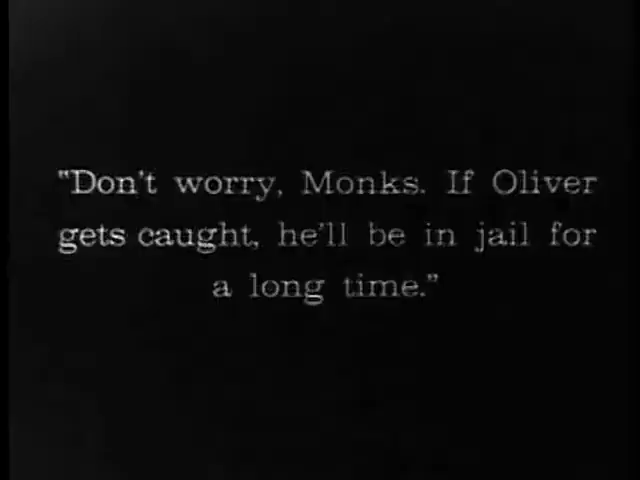 "Don't worry, Monks. If Oliver
gets caught, he'll be in jail for
a long time."